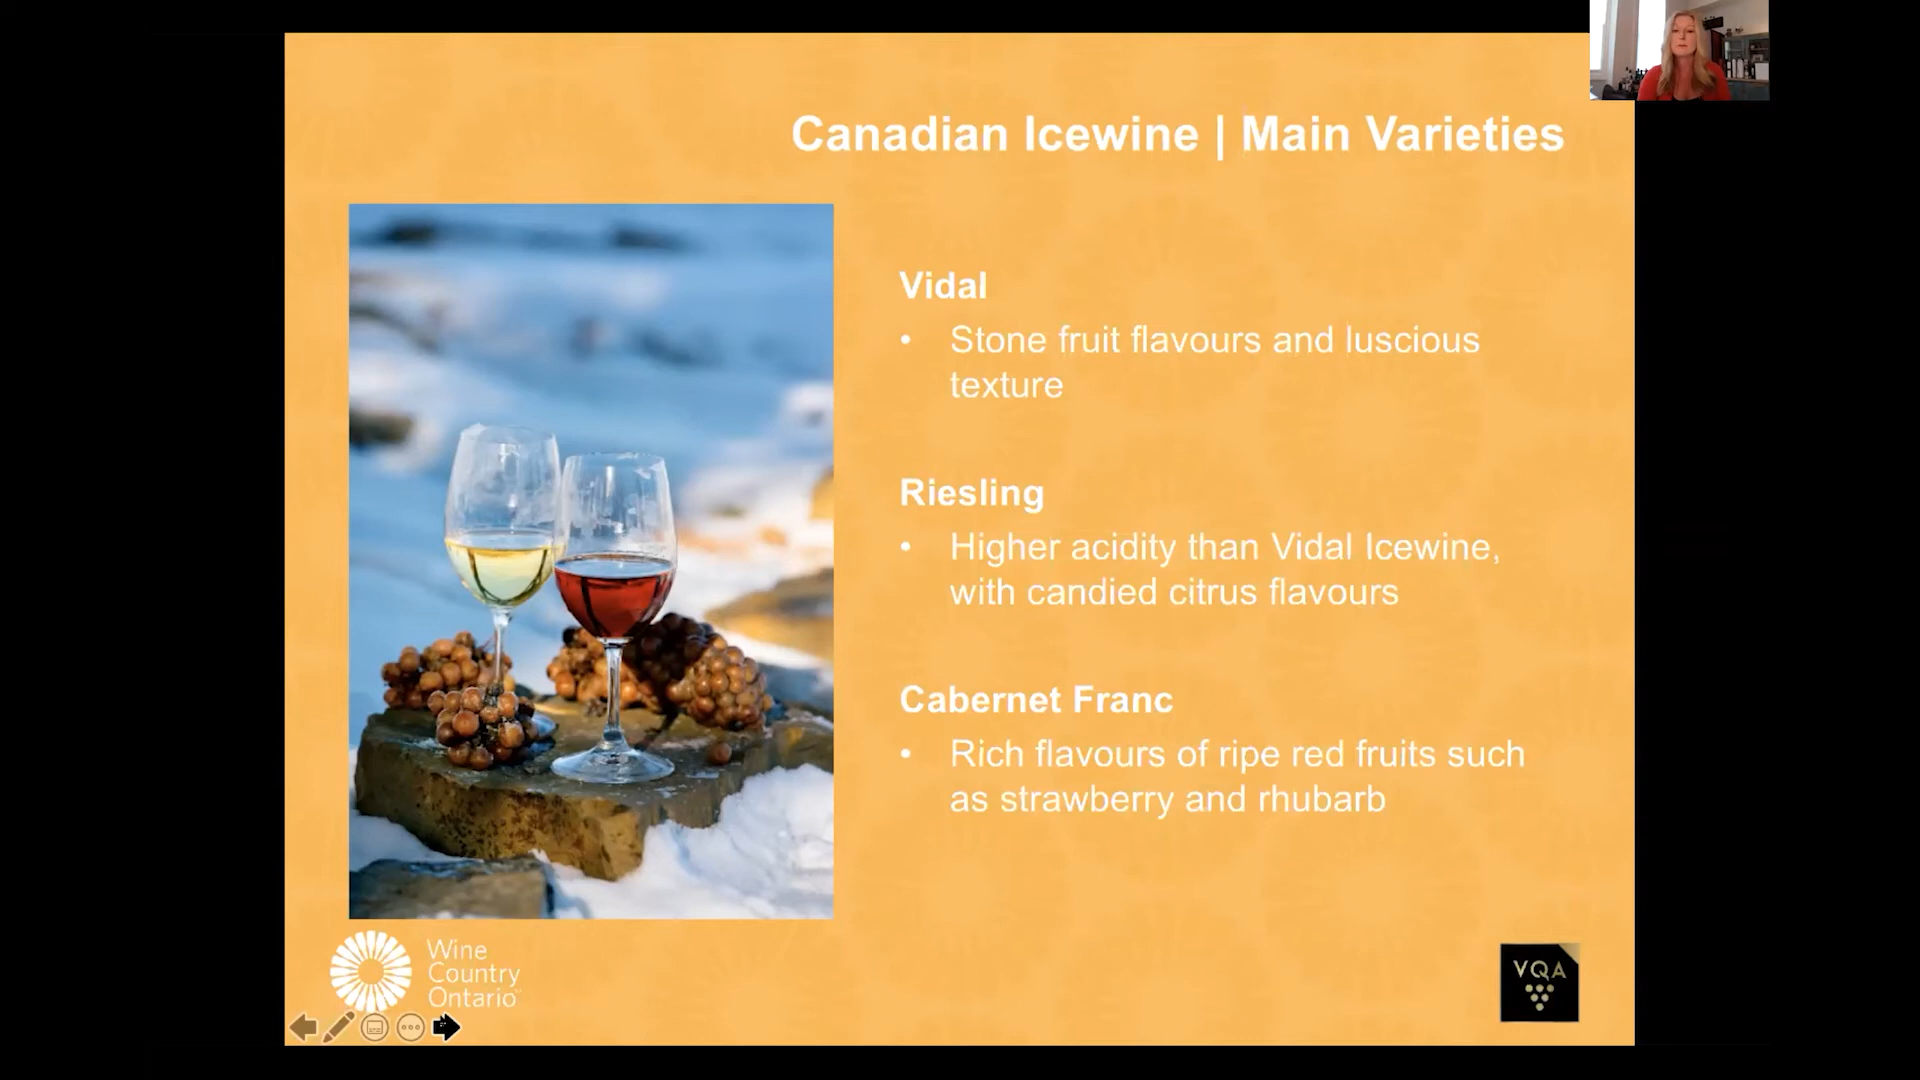 Canadian Icewine | Main Varieties
Vidal
• Stone fruit flavours and luscious
texture
Riesling
• Higher acidity than Vidal Icewine,
with candied citrus flavours
Cabernet Franc
• Rich flavours of ripe red fruits such
as strawberry and rhubarb
Wine
Country
Ontario
VQA